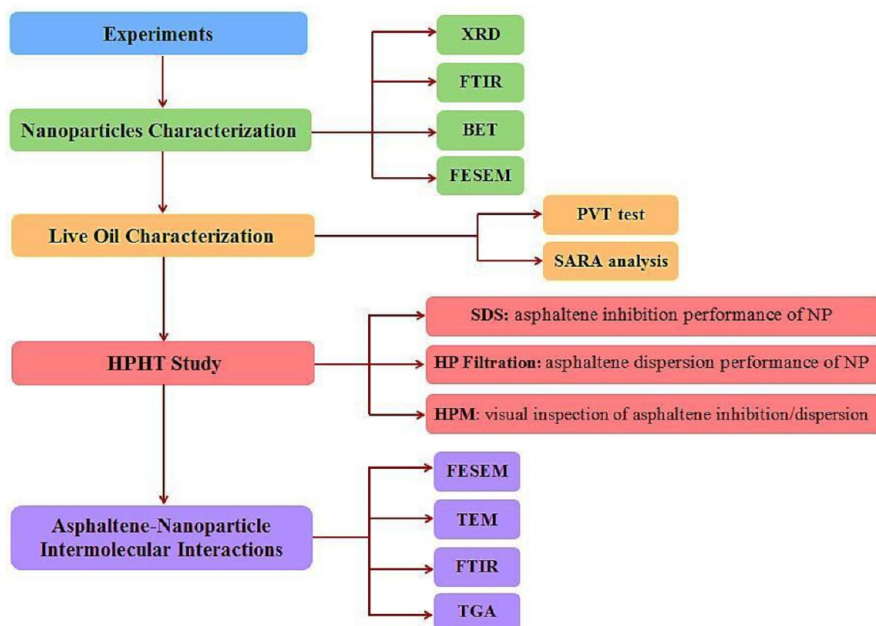 Experiments
XRD
FTIR
Nanoparticles Characterization
BET
FESEM
PVT test
Live Oil Characterization
SARA analysis
SDS: asphaltene inhibition performance of NP
HPHT Study
HP Filtration: asphaltene dispersion performance of NP
HPM: visual inspection of asphaltene inhibition/dispersion
FESEM
TEM
Asphaltene-Nanoparticle
Intermolecular Interactions
FTIR
TGA